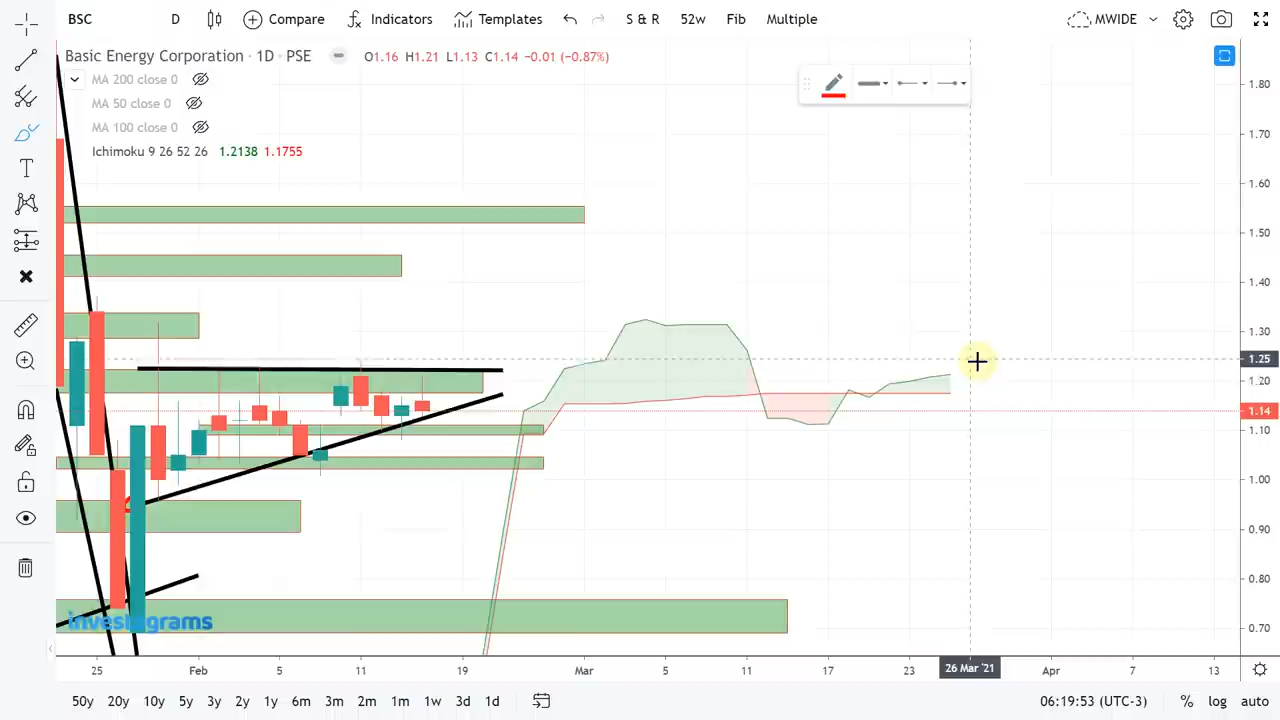 BSC D Compare Indicators Templates S & R 52w Fib Multiple MWIDE
Basic Energy Corporation · 1D · PSE O1.16 H1.21 L1.13 C1.14 −0.01 (−0.87%)
MA 200 close 0
MA 50 close 0
MA 100 close 0
Ichimoku 9 26 52 26 1.2138 1.1755
1.80
1.70
1.60
1.50
1.40
1.30
1.25
1.20
1.14
1.10
1.00
0.90
0.80
0.70
investagrams
25 Feb 5 11 19 Mar 5 11 17 23 26 Mar '21 Apr 7 13
50y 20y 10y 5y 3y 2y 1y 6m 3m 2m 1m 1w 3d 1d 06:19:53 (UTC-3) % log auto